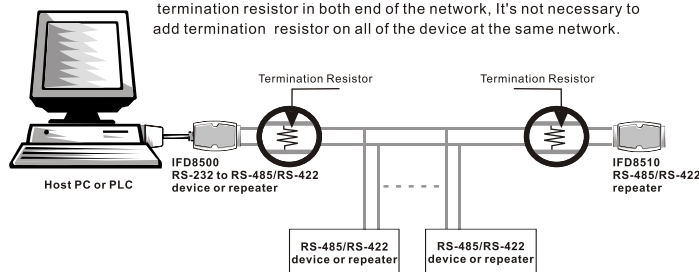 termination resistor in both end of the network, It's not necessary to
add termination resistor on all of the device at the same network.
Termination Resistor
Termination Resistor
IFD8500
RS-232 to RS-485/RS-422
device or repeater
IFD8510
RS-485/RS-422
repeater
Host PC or PLC
RS-485/RS-422
device or repeater
RS-485/RS-422
device or repeater